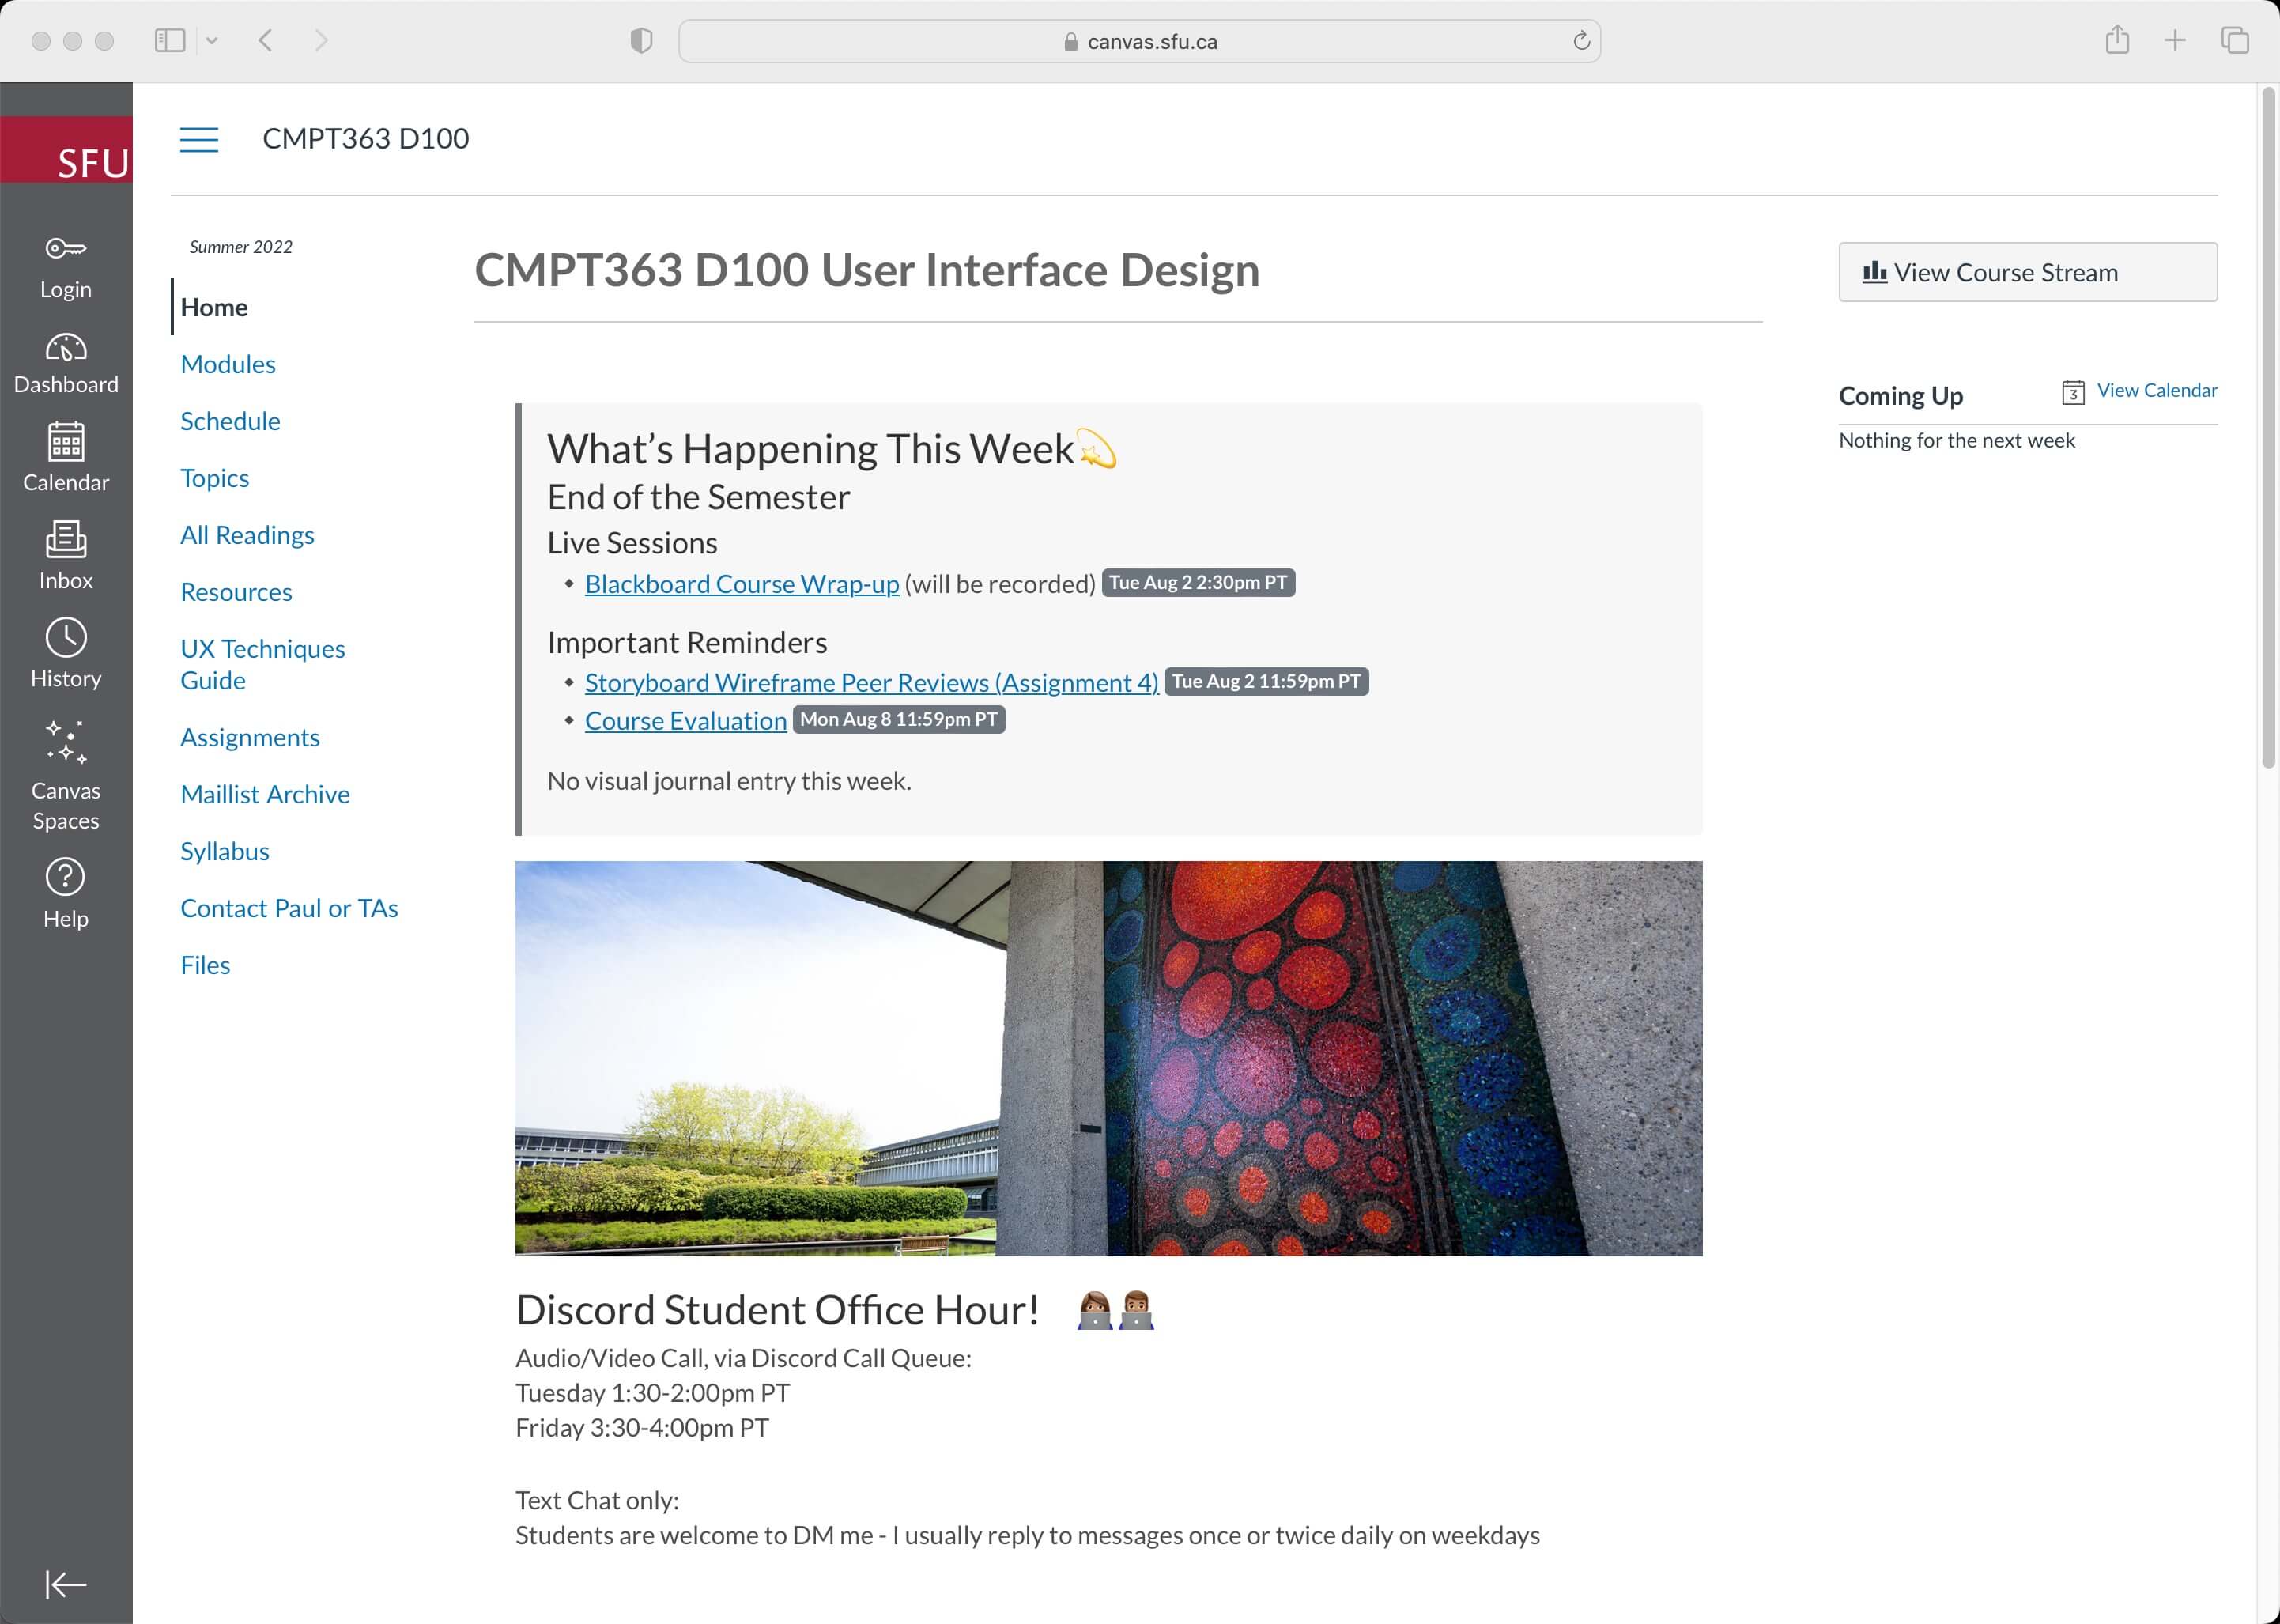 canvas.sfu.ca
SFU
Login
Dashboard
Calendar
Inbox
History
Canvas
Spaces
Help
CMPT363 D100
Summer 2022
Home
Modules
Schedule
Topics
All Readings
Resources
UX Techniques
Guide
Assignments
Maillist Archive
Syllabus
Contact Paul or TAs
Files
CMPT363 D100 User Interface Design
What’s Happening This Week💫
End of the Semester
Live Sessions
Blackboard Course Wrap-up (will be recorded) Tue Aug 2 2:30pm PT
Important Reminders
Storyboard Wireframe Peer Reviews (Assignment 4) Tue Aug 2 11:59pm PT
Course Evaluation Mon Aug 8 11:59pm PT
No visual journal entry this week.
Discord Student Office Hour! 👩🏽‍💻👨🏽‍💻
Audio/Video Call, via Discord Call Queue:
Tuesday 1:30-2:00pm PT
Friday 3:30-4:00pm PT
Text Chat only:
Students are welcome to DM me - I usually reply to messages once or twice daily on weekdays
View Course Stream
Coming Up
3 View Calendar
Nothing for the next week